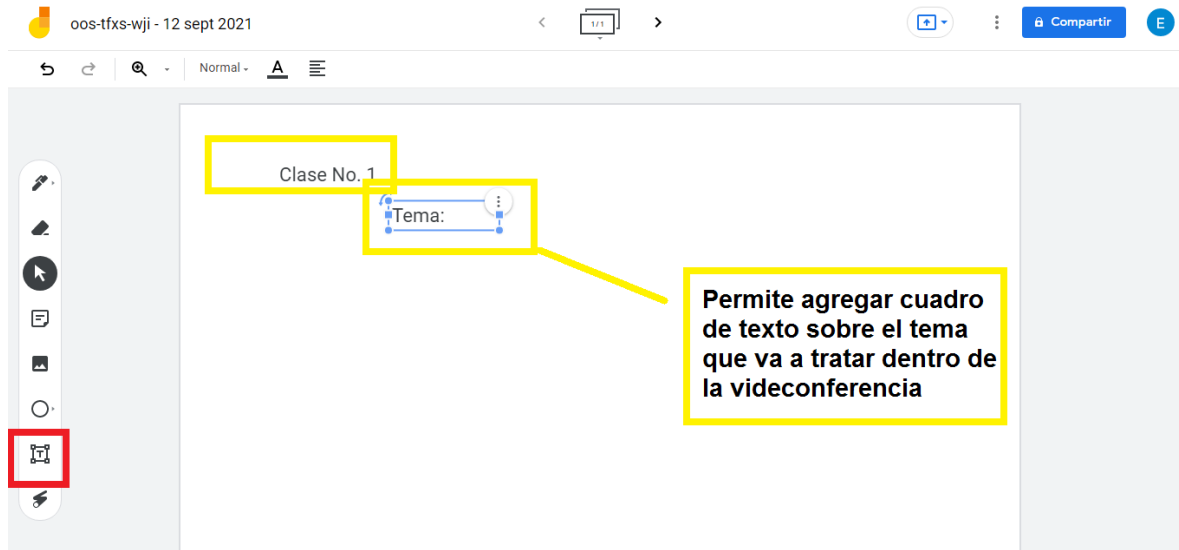 oos-tfxs-wji - 12 sept 2021
1/1
Compartir
E
Normal
A
Clase No. 1
Tema:
Permite agregar cuadro
de texto sobre el tema
que va a tratar dentro de
la videconferencia
T